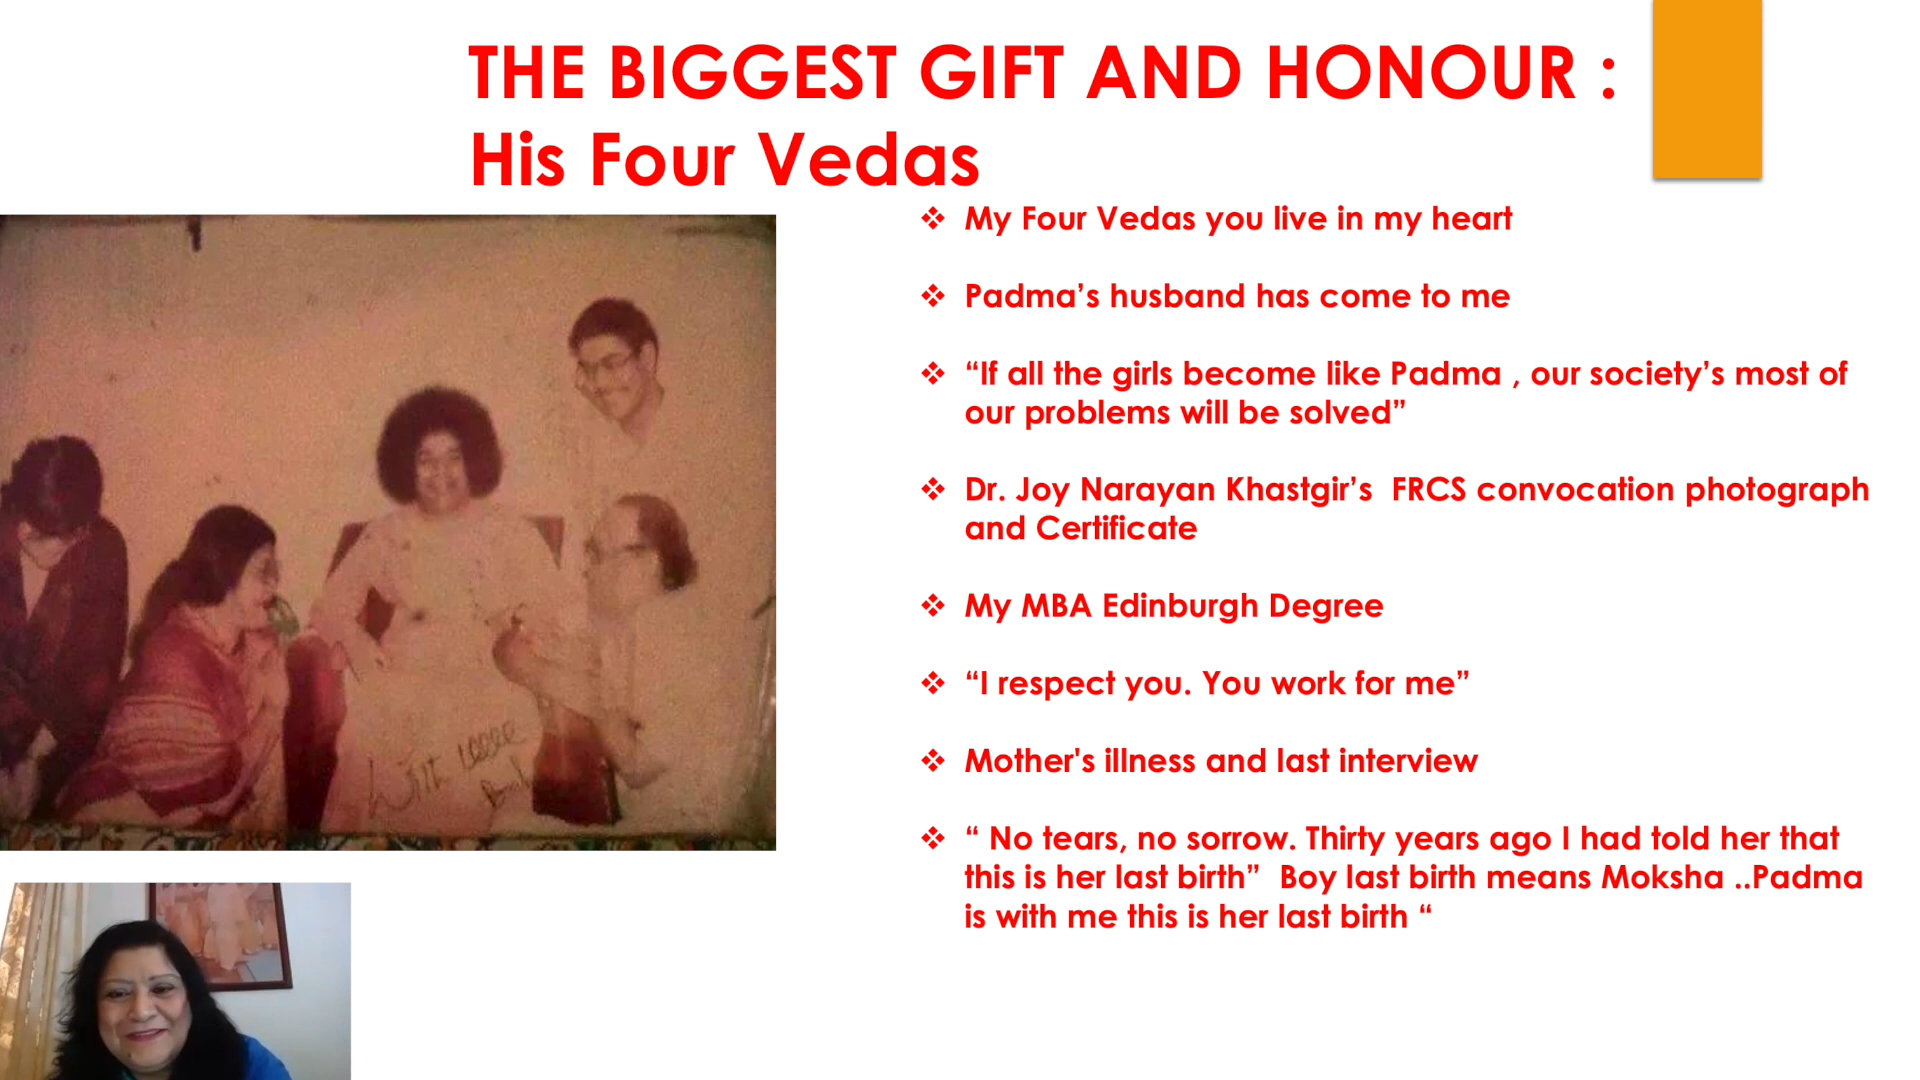 THE BIGGEST GIFT AND HONOUR :
His Four Vedas
❖ My Four Vedas you live in my heart
❖ Padma’s husband has come to me
❖ “If all the girls become like Padma , our society’s most of
our problems will be solved”
❖ Dr. Joy Narayan Khastgir’s  FRCS convocation photograph
and Certificate
❖ My MBA Edinburgh Degree
❖ “I respect you. You work for me”
❖ Mother's illness and last interview
❖ “ No tears, no sorrow. Thirty years ago I had told her that
this is her last birth”  Boy last birth means Moksha ..Padma
is with me this is her last birth “
With